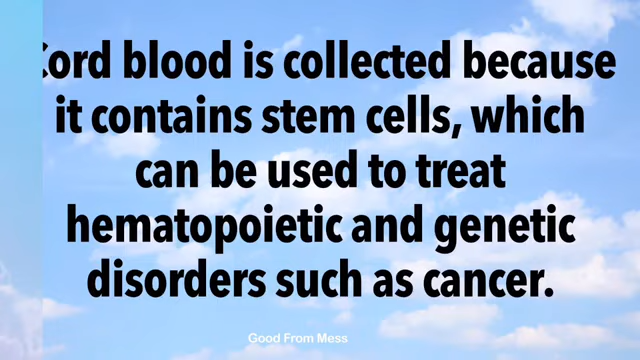 Cord blood is collected because
it contains stem cells, which
can be used to treat
hematopoietic and genetic
disorders such as cancer.
Good From Mess